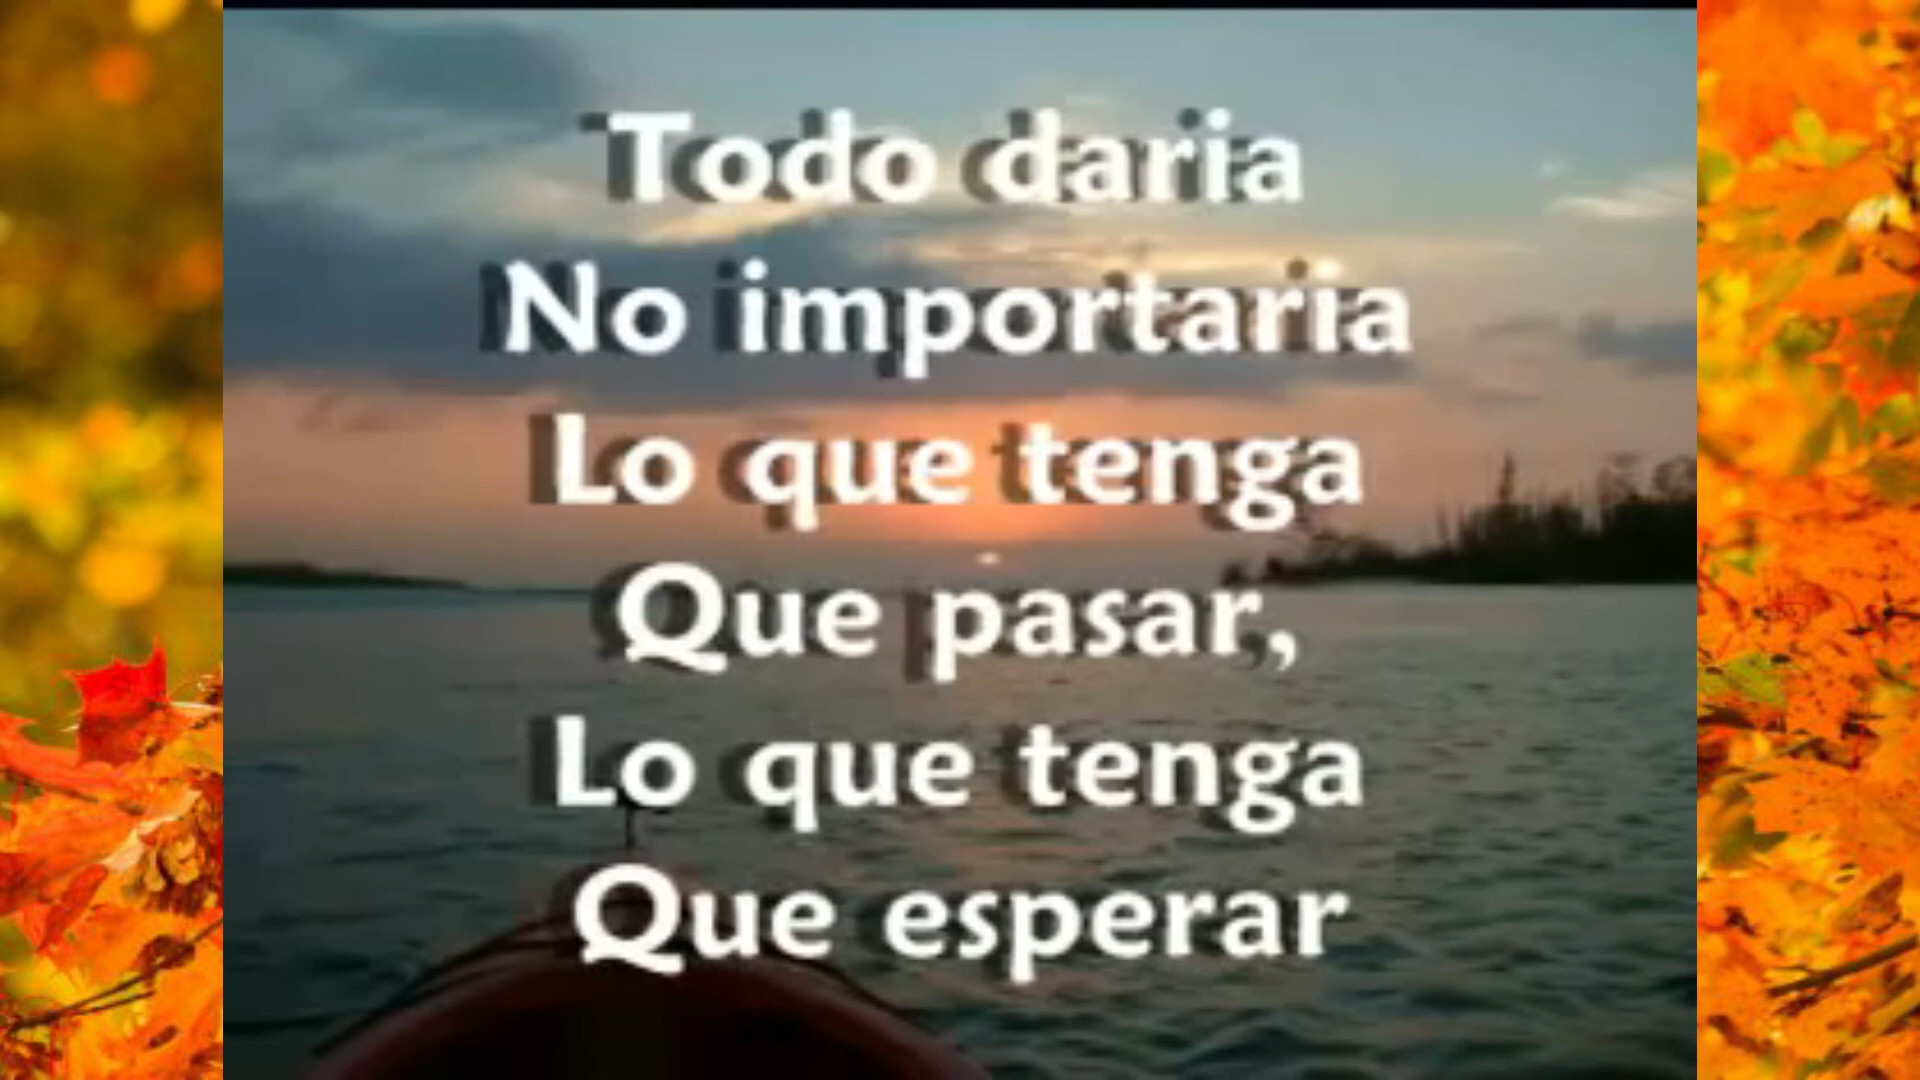 Todo daria
No importaria
Lo que tenga
Que pasar,
Lo que tenga
Que esperar